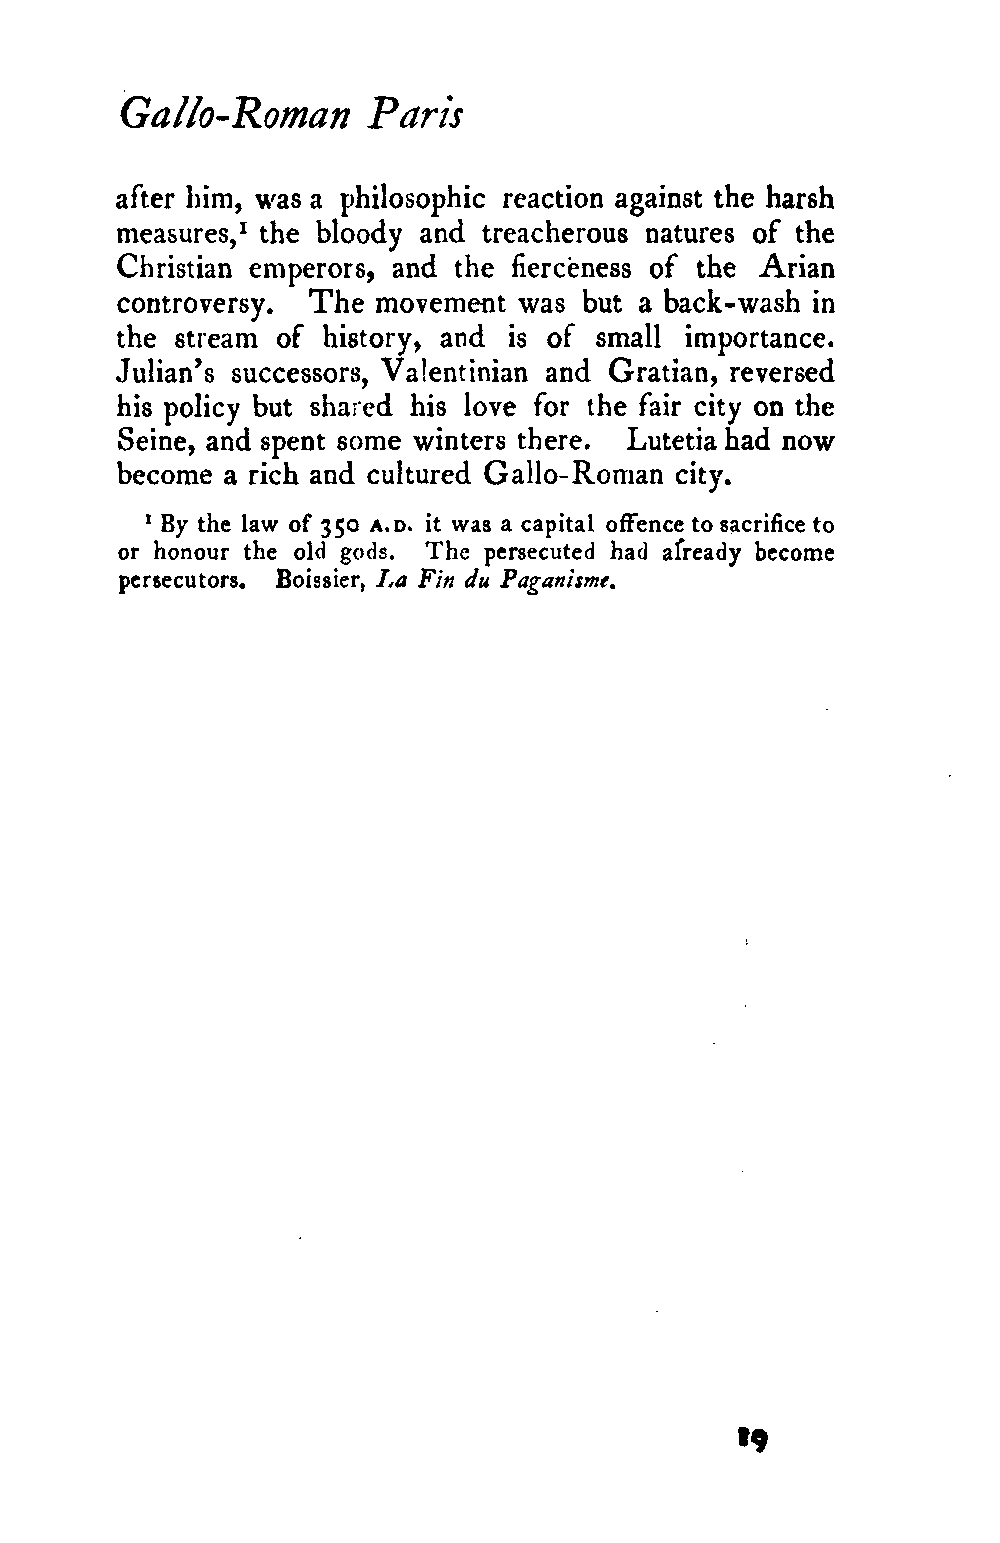 Gallo-Roman Paris
after him, was a philosophic reaction against the harsh
measures,¹ the bloody and treacherous natures of the
Christian emperors, and the fierceness of the Arian
controversy. The movement was but a back-wash in
the stream of history, and is of small importance.
Julian's successors, Valentinian and Gratian, reversed
his policy but shared his love for the fair city on the
Seine, and spent some winters there. Lutetia had now
become a rich and cultured Gallo-Roman city.
¹ By the law of 350 A.D. it was a capital offence to sacrifice to
or honour the old gods. The persecuted had already become
persecutors. Boissier, La Fin du Paganisme.
19